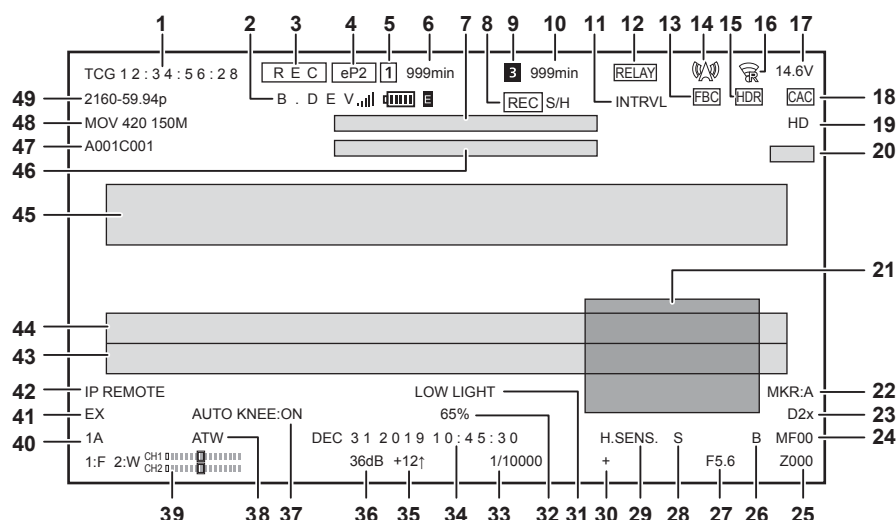 1 2 3 4 5 6 7 8 9 10 11 12 13 14 15 16 17
TCG 12:34:56:28 REC eP2 1 999min 3 999min RELAY 14.6V
49 2160-59.94p B.DEV E REC S/H INTRVL FBC HDR CAC 18
48 MOV 420 150M HD 19
47 A001C001 20
46
45
21
44
43
42 IP REMOTE LOW LIGHT MKR:A 22
41 EX AUTO KNEE:ON 65% D2x 23
40 1A ATW DEC 31 2019 10:45:30 H.SENS. S B MF00 24
1:F 2:W CH1 CH2 36dB +12↑ 1/10000 + F5.6 Z000
39 38 37 36 35 34 33 32 31 30 29 28 27 26 25